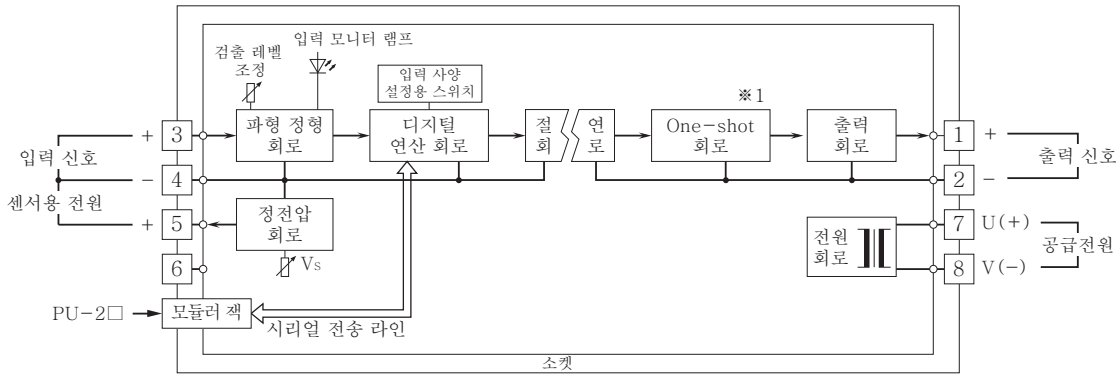 검출 레벨
조정
입력 모니터 램프
입력 사양
설정용 스위치
※1
파형 정형
회로
디지털
연산 회로
절 연
회 로
One-shot
회로
출력
회로
+ 3
입력 신호
- 4
센서용 전원
+ 5
6
정전압
회로
Vs
1 +
출력 신호
2 -
전원
회로
7 U(+)
공급전원
8 V(-)
PU-2□
모듈러 잭
시리얼 전송 라인
소켓